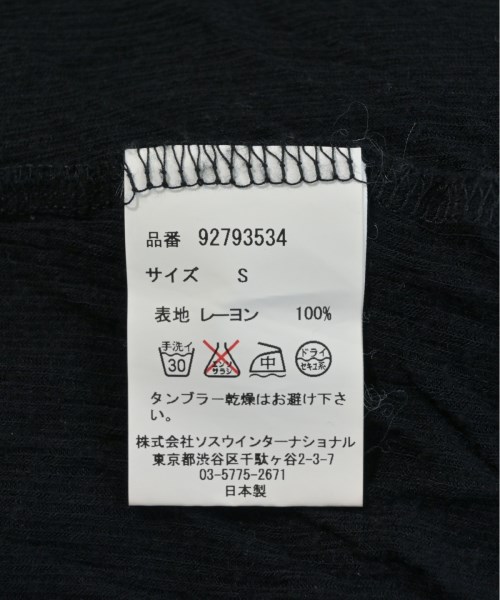 品番 92793534
サイズ S
表地 レーヨン 100%
手洗イ 30 エンソサラシ 中 ドライ セキユ系
タンブラー乾燥はお避け下さ
い。
株式会社ソスウインターナショナル
東京都渋谷区千駄ヶ谷2-3-7
03-5775-2671
日本製